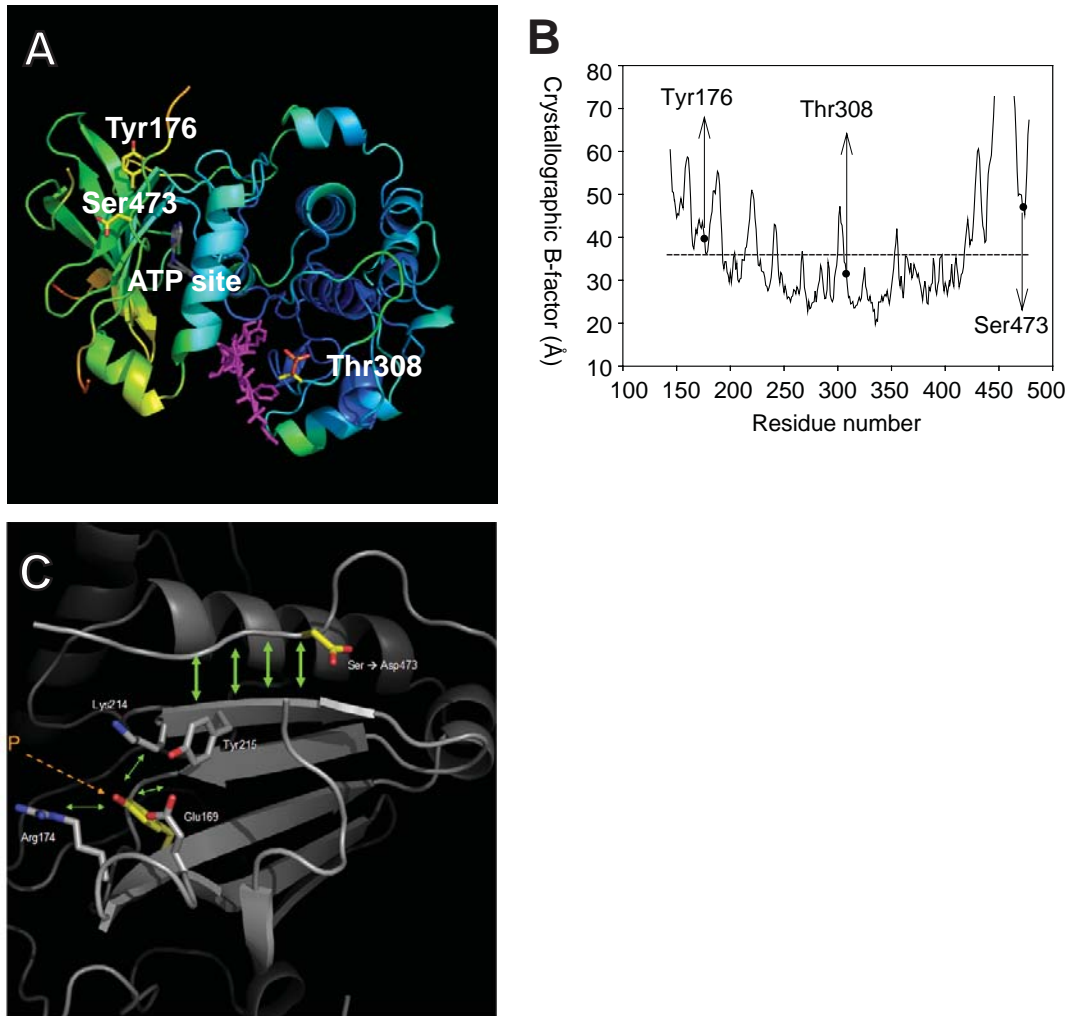 A
Tyr176
Ser473
ATP site
Thr308
B
Crystallographic B-factor (Å)
80
70
60
50
40
30
20
10
Tyr176
Thr308
Ser473
100 150 200 250 300 350 400 450 500
Residue number
C
Ser → Asp473
Lys214
Tyr215
P
Glu169
Arg174